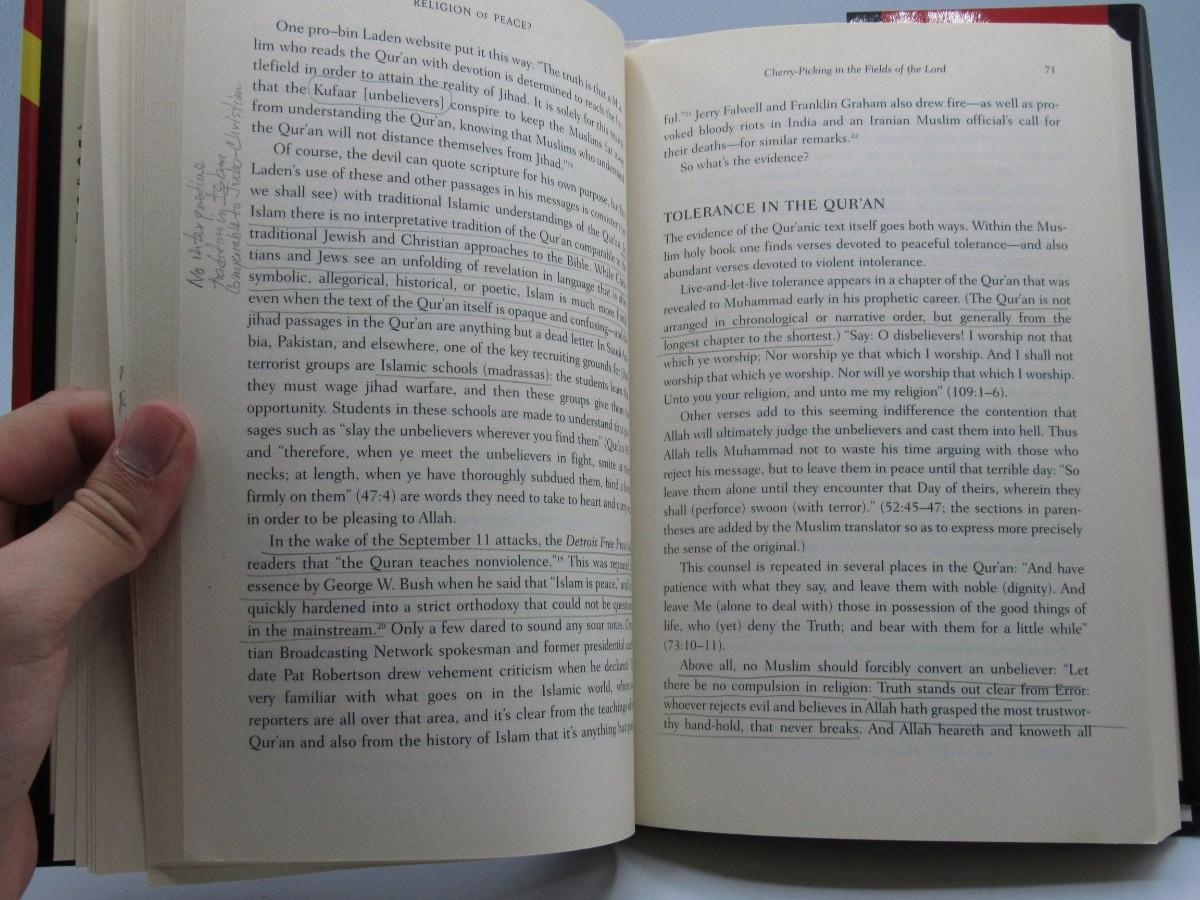 RELIGION OF PEACE?
One pro–bin Laden website put it this way: "The truth is that a
lim who reads the Qur'an with devotion is determined to reach the
tlefield in order to attain the reality of Jihad. It is solely for this
that the Kufaar [unbelievers] conspire to keep the Muslims far
from understanding the Qur'an, knowing that Muslims who understand
the Qur'an will not distance themselves from Jihad."18
Of course, the devil can quote scripture for his own purpose, but
Laden's use of these and other passages in his messages is consistent
we shall see) with traditional Islamic understandings of the Qur'an.
Islam there is no interpretative tradition of the Qur'an comparable to
traditional Jewish and Christian approaches to the Bible. While
tians and Jews see an unfolding of revelation in language that is
symbolic, allegorical, historical, or poetic, Islam is much more
even when the text of the Qur'an itself is opaque and confusing—and
jihad passages in the Qur'an are anything but a dead letter. In Saudi
bia, Pakistan, and elsewhere, one of the key recruiting grounds for
terrorist groups are Islamic schools (madrassas): the students learn
they must wage jihad warfare, and then these groups give them
opportunity. Students in these schools are made to understand
sages such as "slay the unbelievers wherever you find them"
and "therefore, when ye meet the unbelievers in fight, smite at
necks; at length, when ye have thoroughly subdued them, bind a
firmly on them" (47:4) are words they need to take to heart and
in order to be pleasing to Allah.
In the wake of the September 11 attacks, the Detroit Free
readers that "the Quran teaches nonviolence."19 This was
essence by George W. Bush when he said that "Islam is peace,"
quickly hardened into a strict orthodoxy that could not be
in the mainstream.20 Only a few dared to sound any sour notes.
tian Broadcasting Network spokesman and former presidential
date Pat Robertson drew vehement criticism when he declared,
very familiar with what goes on in the Islamic world, where
reporters are all over that area, and it's clear from the teachings
Qur'an and also from the history of Islam that it's anything but
No interpretive
tradition in Islam
Comparable to Judeo-Christian
Cherry-Picking in the Fields of the Lord 71
ful."21 Jerry Falwell and Franklin Graham also drew fire—as well as pro-
voked bloody riots in India and an Iranian Muslim official's call for
their deaths—for similar remarks.22
So what's the evidence?
TOLERANCE IN THE QUR'AN
The evidence of the Qur'anic text itself goes both ways. Within the Mus-
lim holy book one finds verses devoted to peaceful tolerance—and also
abundant verses devoted to violent intolerance.
Live-and-let-live tolerance appears in a chapter of the Qur'an that was
revealed to Muhammad early in his prophetic career. (The Qur'an is not
arranged in chronological or narrative order, but generally from the
longest chapter to the shortest.) "Say: O disbelievers! I worship not that
which ye worship; Nor worship ye that which I worship. And I shall not
worship that which ye worship. Nor will ye worship that which I worship.
Unto you your religion, and unto me my religion" (109:1–6).
Other verses add to this seeming indifference the contention that
Allah will ultimately judge the unbelievers and cast them into hell. Thus
Allah tells Muhammad not to waste his time arguing with those who
reject his message, but to leave them in peace until that terrible day: "So
leave them alone until they encounter that Day of theirs, wherein they
shall (perforce) swoon (with terror)." (52:45–47; the sections in paren-
theses are added by the Muslim translator so as to express more precisely
the sense of the original.)
This counsel is repeated in several places in the Qur'an: "And have
patience with what they say, and leave them with noble (dignity). And
leave Me (alone to deal with) those in possession of the good things of
life, who (yet) deny the Truth; and bear with them for a little while"
(73:10–11).
Above all, no Muslim should forcibly convert an unbeliever: "Let
there be no compulsion in religion: Truth stands out clear from Error:
whoever rejects evil and believes in Allah hath grasped the most trustwor-
thy hand-hold, that never breaks. And Allah heareth and knoweth all